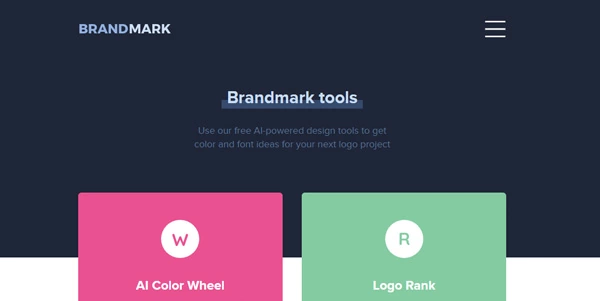 BRANDMARK
Brandmark tools
Use our free AI-powered design tools to get
color and font ideas for your next logo project
W
R
AI Color Wheel
Logo Rank